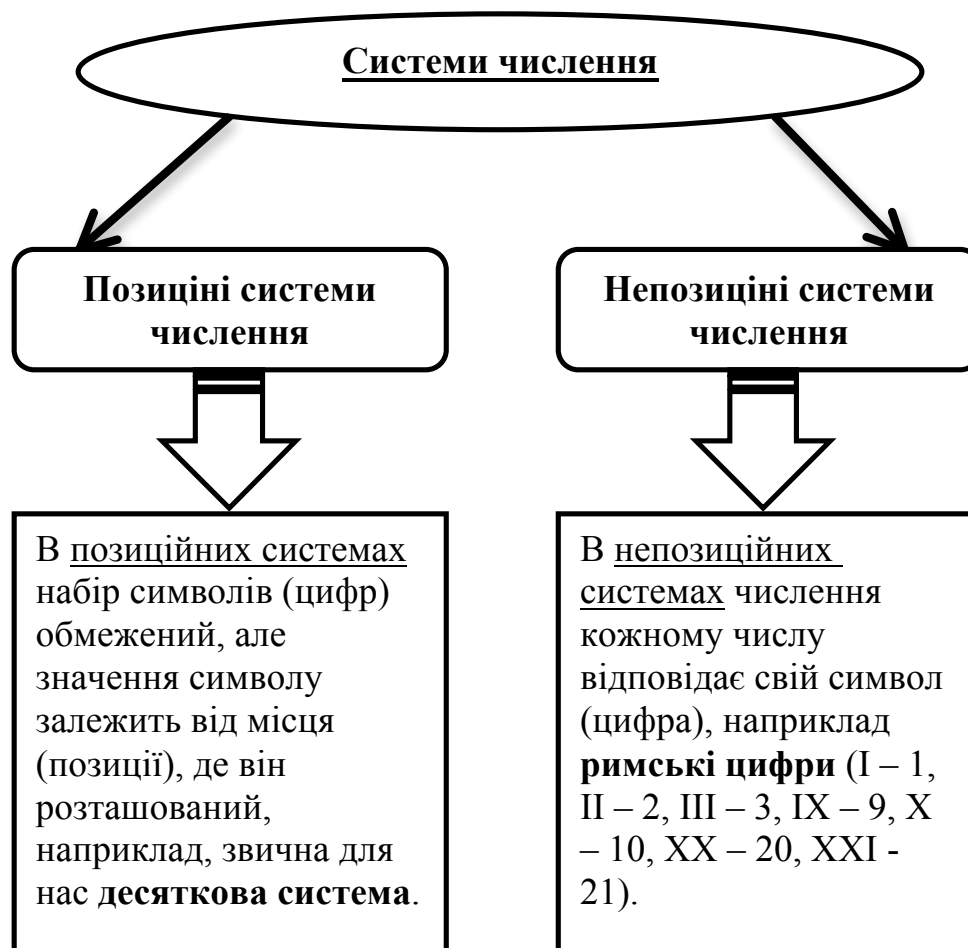 Системи числення
Позиціні системи
числення
Непозиціні системи
числення
В позиційних системах
набір символів (цифр)
обмежений, але
значення символу
залежить від місця
(позиції), де він
розташований,
наприклад, звична для
нас десяткова система.
В непозиційних
системах числення
кожному числу
відповідає свій символ
(цифра), наприклад
римські цифри (I – 1,
II – 2, III – 3, IX – 9, X
– 10, XX – 20, XXI -
21).